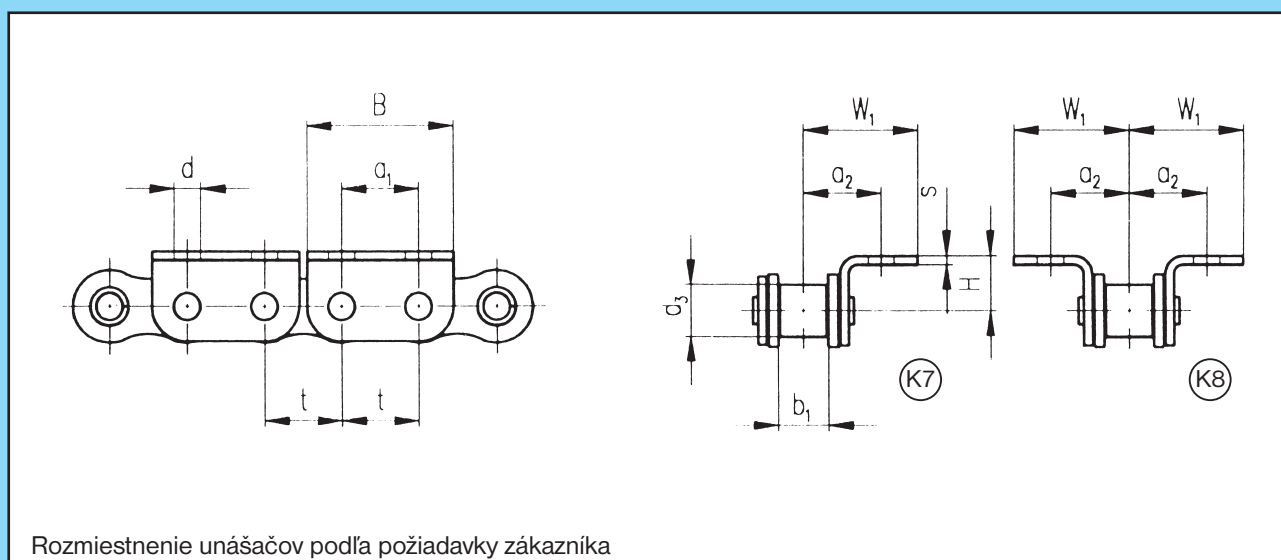 B
W₁
W₁ W₁
d
a₁
a₂
s
a₂ a₂
H
d₃
K7
K8
t t
b₁
Rozmiestnenie unášačov podľa požiadavky zákazníka